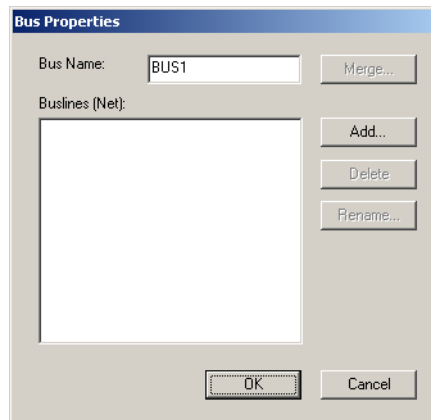 Bus Properties
Bus Name: BUS1 Merge...
Buslines (Net):
Add...
Delete
Rename...
OK Cancel